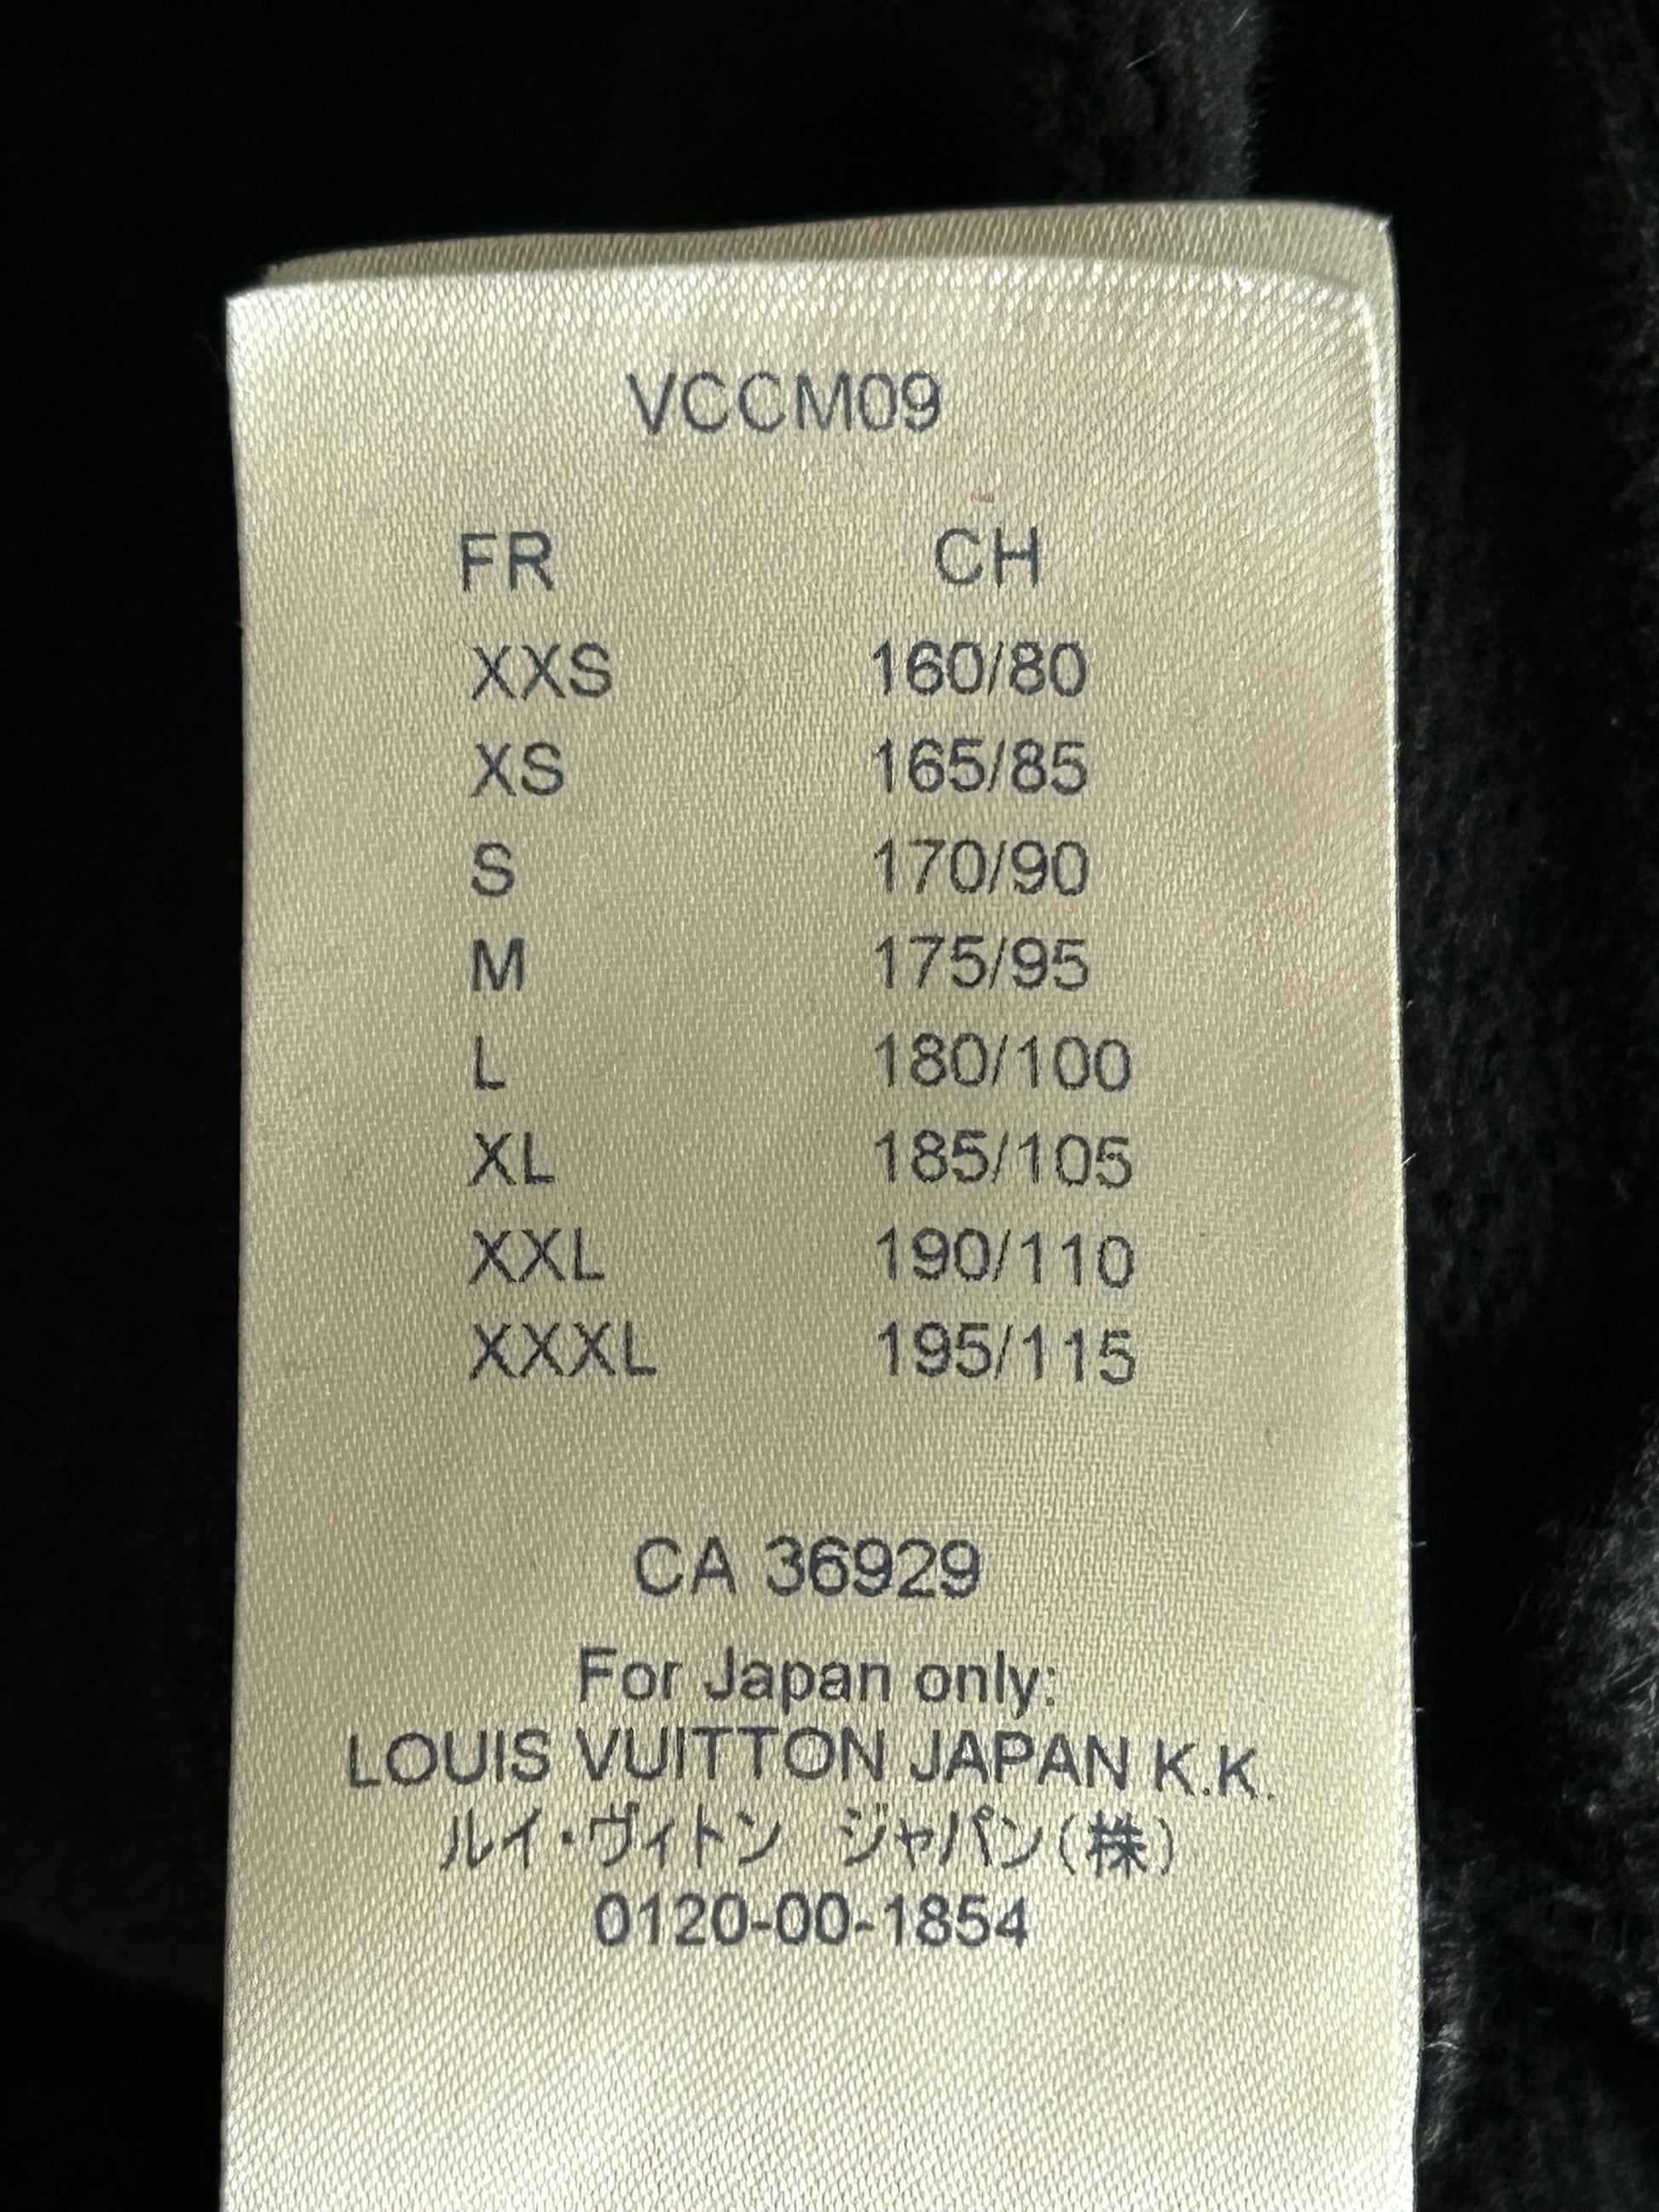 VCCM09
FR CH
XXS 160/80
XS 165/85
S 170/90
M 175/95
L 180/100
XL 185/105
XXL 190/110
XXXL 195/115
CA 36929
For Japan only:
LOUIS VUITTON JAPAN K.K.
ルイ・ヴィトン ジャパン(株)
0120-00-1854